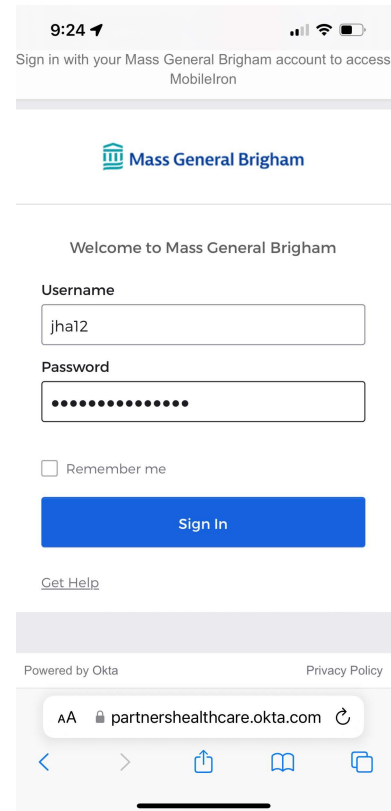 9:24
Sign in with your Mass General Brigham account to access
MobileIron
Mass General Brigham
Welcome to Mass General Brigham
Username
jha12
Password
•••••••••••••••
Remember me
Sign In
Get Help
Powered by Okta
Privacy Policy
AA partnershealthcare.okta.com